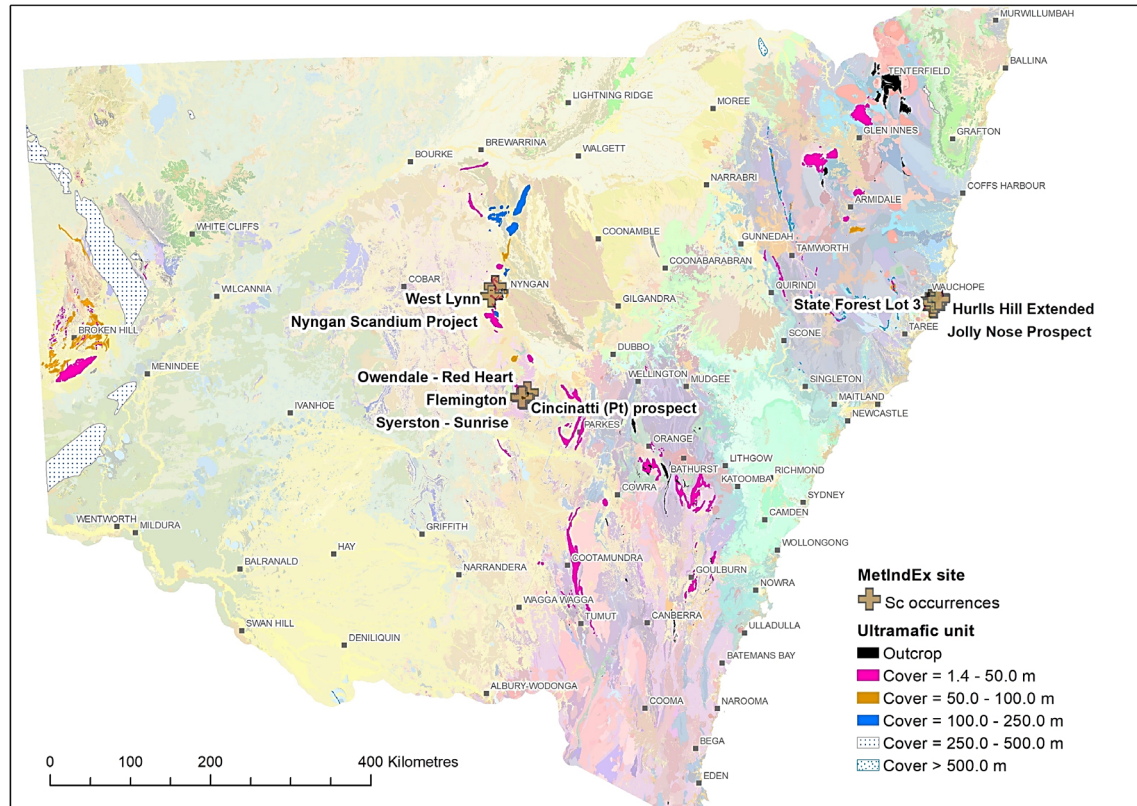 MURWILLUMBAH
BALLINA
TENTERFIELD
LIGHTNING RIDGE
MOREE
GLEN INNES
GRAFTON
BREWARRINA
BOURKE
WALGETT
NARRABRI
COFFS HARBOUR
ARMIDALE
WHITE CLIFFS
COONAMBLE
GUNNEDAH
TAMWORTH
COONABARABRAN
COBAR
NYNGAN
WILCANNIA
QUIRINDI
WAUCHOPE
West Lynn
State Forest Lot 3
Hurlls Hill Extended
GILGANDRA
Nyngan Scandium Project
TAREE
Jolly Nose Prospect
BROKEN HILL
SCONE
DUBBO
MENINDEE
Owendale - Red Heart
WELLINGTON
MUDGEE
SINGLETON
Flemington
MAITLAND
Cincinatti (Pt) prospect
IVANHOE
NEWCASTLE
Syerston - Sunrise
PARKES
ORANGE
BATHURST
LITHGOW
RICHMOND
KATOOMBA
COWRA
SYDNEY
WENTWORTH
MILDURA
GRIFFITH
CAMDEN
HAY
WOLLONGONG
BALRANALD
COOTAMUNDRA
NARRANDERA
GOULBURN
NOWRA
WAGGA WAGGA
TUMUT
CANBERRA
SWAN HILL
DENILIQUIN
ULLADULLA
BATEMANS BAY
ALBURY-WODONGA
COOMA
NAROOMA
BEGA
EDEN
MetIndEx site
Sc occurrences
Ultramafic unit
Outcrop
Cover = 1.4 - 50.0 m
Cover = 50.0 - 100.0 m
Cover = 100.0 - 250.0 m
Cover = 250.0 - 500.0 m
Cover > 500.0 m
0 100 200 400 Kilometres